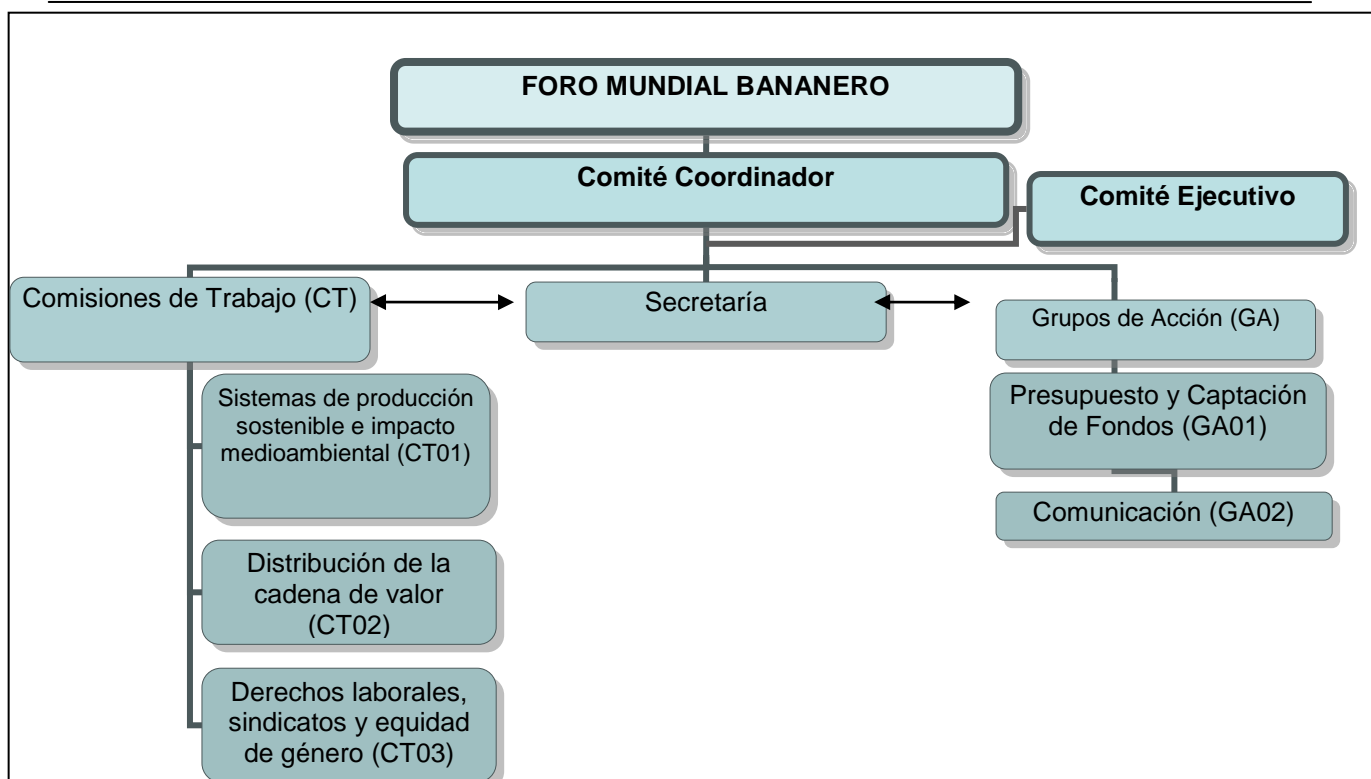 FORO MUNDIAL BANANERO
Comité Coordinador
Comité Ejecutivo
Comisiones de Trabajo (CT)
Secretaría
Grupos de Acción (GA)
Sistemas de producción
sostenible e impacto
medioambiental (CT01)
Presupuesto y Captación
de Fondos (GA01)
Comunicación (GA02)
Distribución de la
cadena de valor
(CT02)
Derechos laborales,
sindicatos y equidad
de género (CT03)